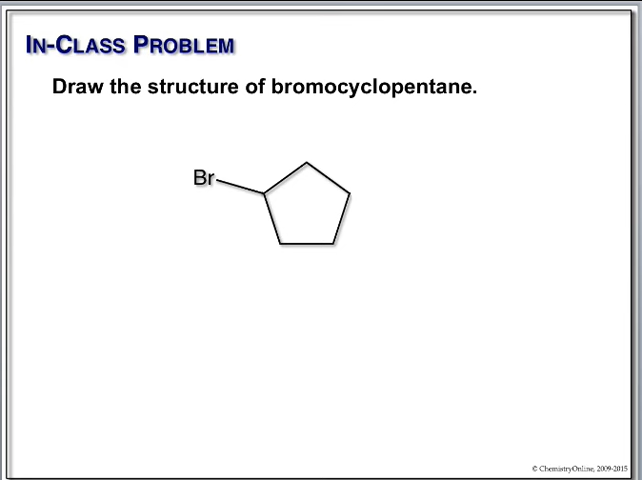 IN-CLASS PROBLEM
Draw the structure of bromocyclopentane.
Br
© ChemistryOnline, 2009-2015